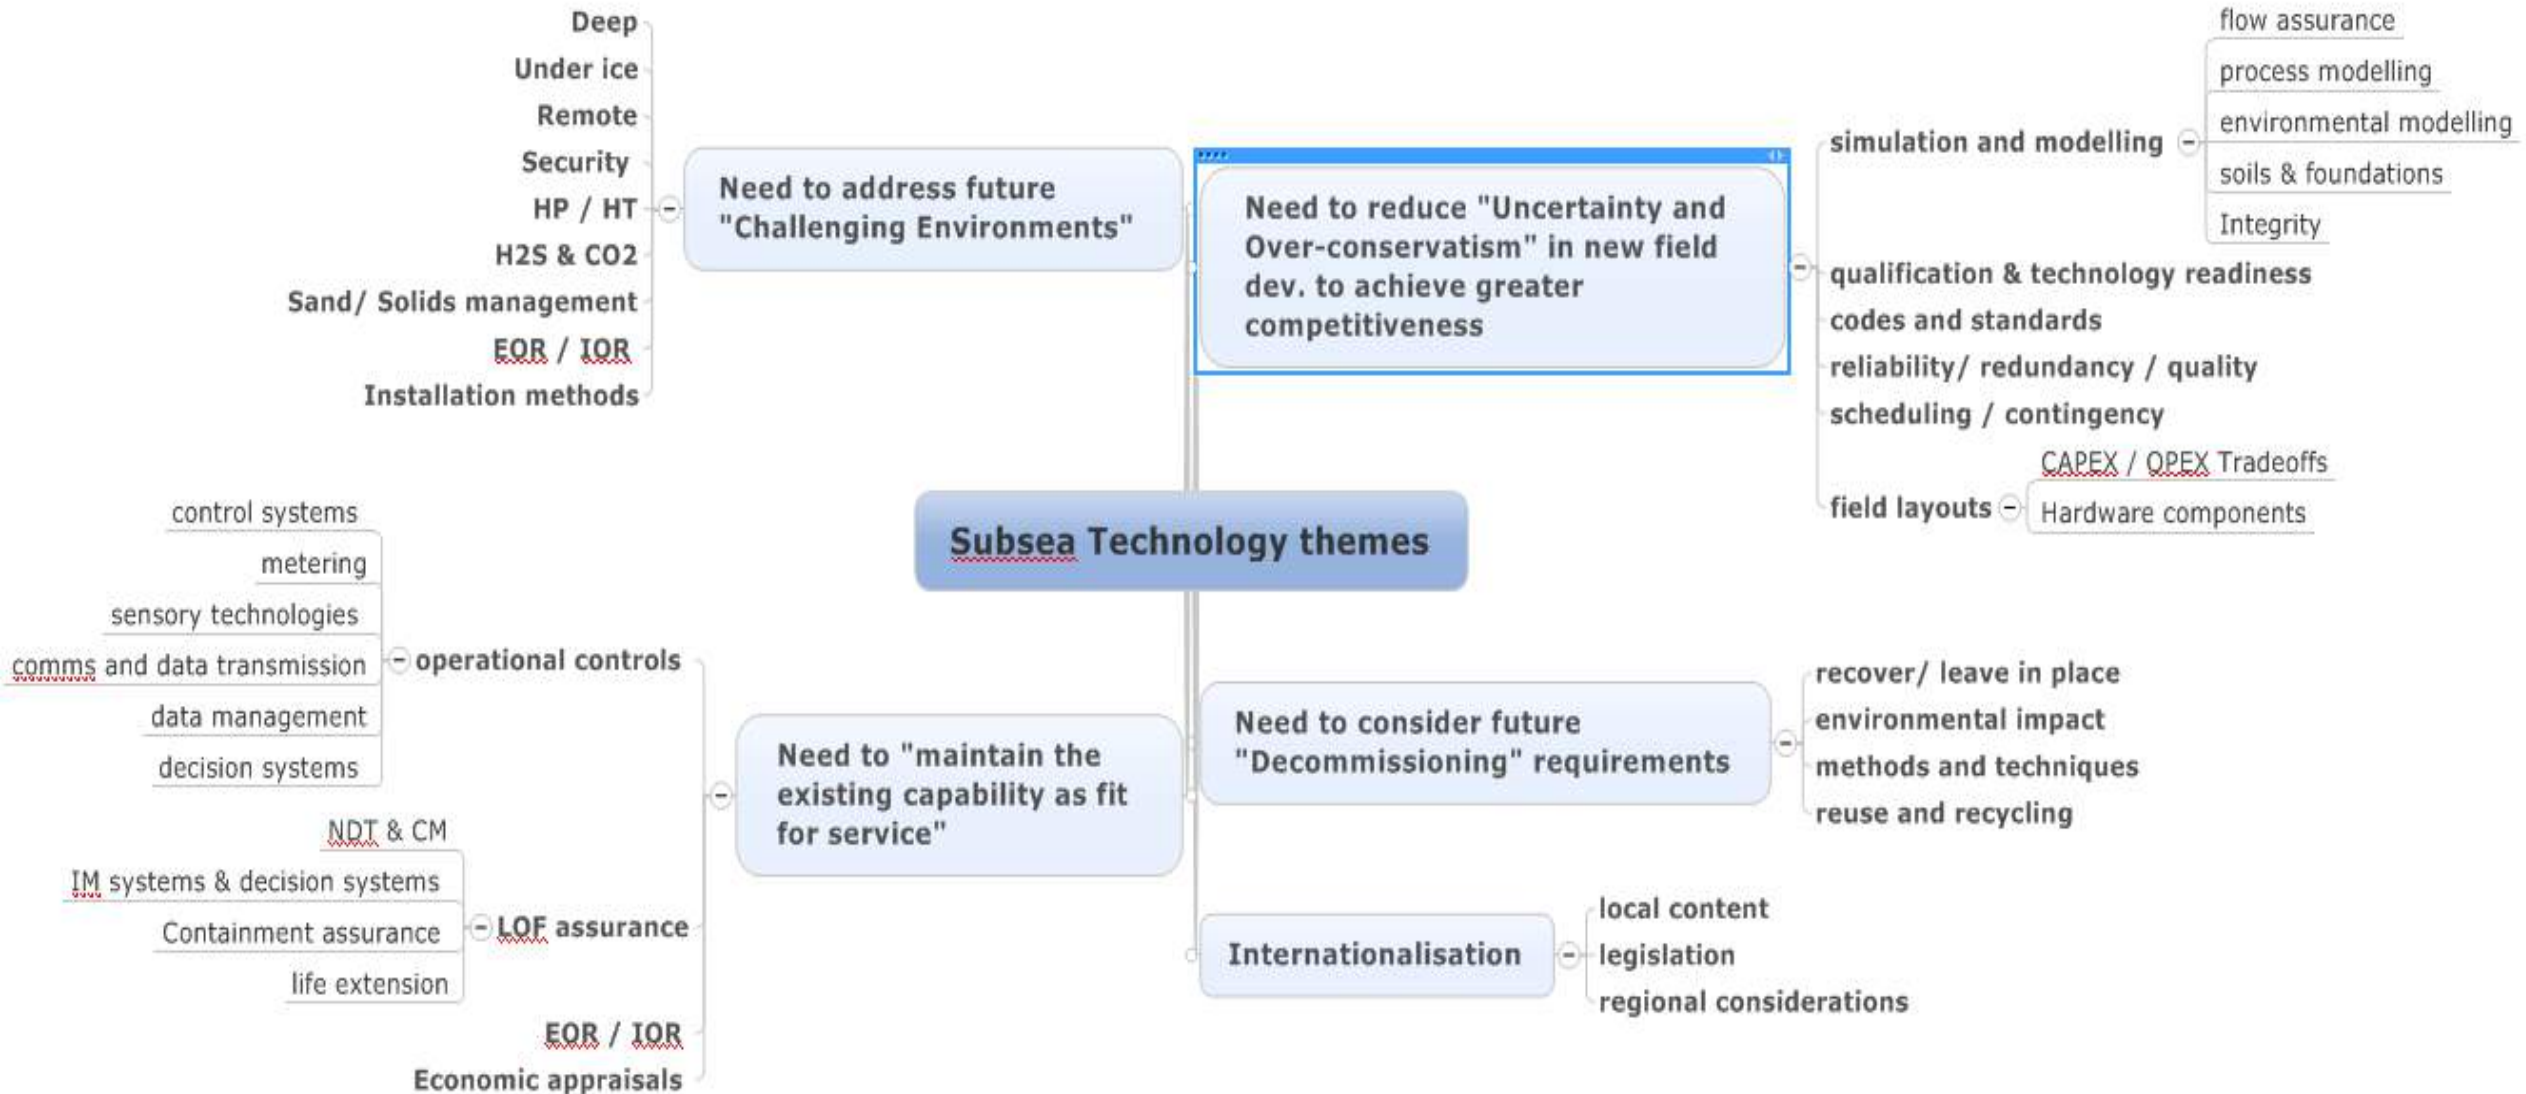 Deep
Under ice
Remote
Security
HP / HT
H2S & CO2
Sand/ Solids management
EOR / IOR
Installation methods
Need to address future
"Challenging Environments"
Need to reduce "Uncertainty and
Over-conservatism" in new field
dev. to achieve greater
competitiveness
simulation and modelling
flow assurance
process modelling
environmental modelling
soils & foundations
Integrity
qualification & technology readiness
codes and standards
reliability/ redundancy / quality
scheduling / contingency
field layouts
CAPEX / OPEX Tradeoffs
Hardware components
Subsea Technology themes
control systems
metering
sensory technologies
comms and data transmission
data management
decision systems
operational controls
NDT & CM
IM systems & decision systems
Containment assurance
life extension
LOF assurance
EOR / IOR
Economic appraisals
Need to "maintain the
existing capability as fit
for service"
Need to consider future
"Decommissioning" requirements
recover/ leave in place
environmental impact
methods and techniques
reuse and recycling
Internationalisation
local content
legislation
regional considerations